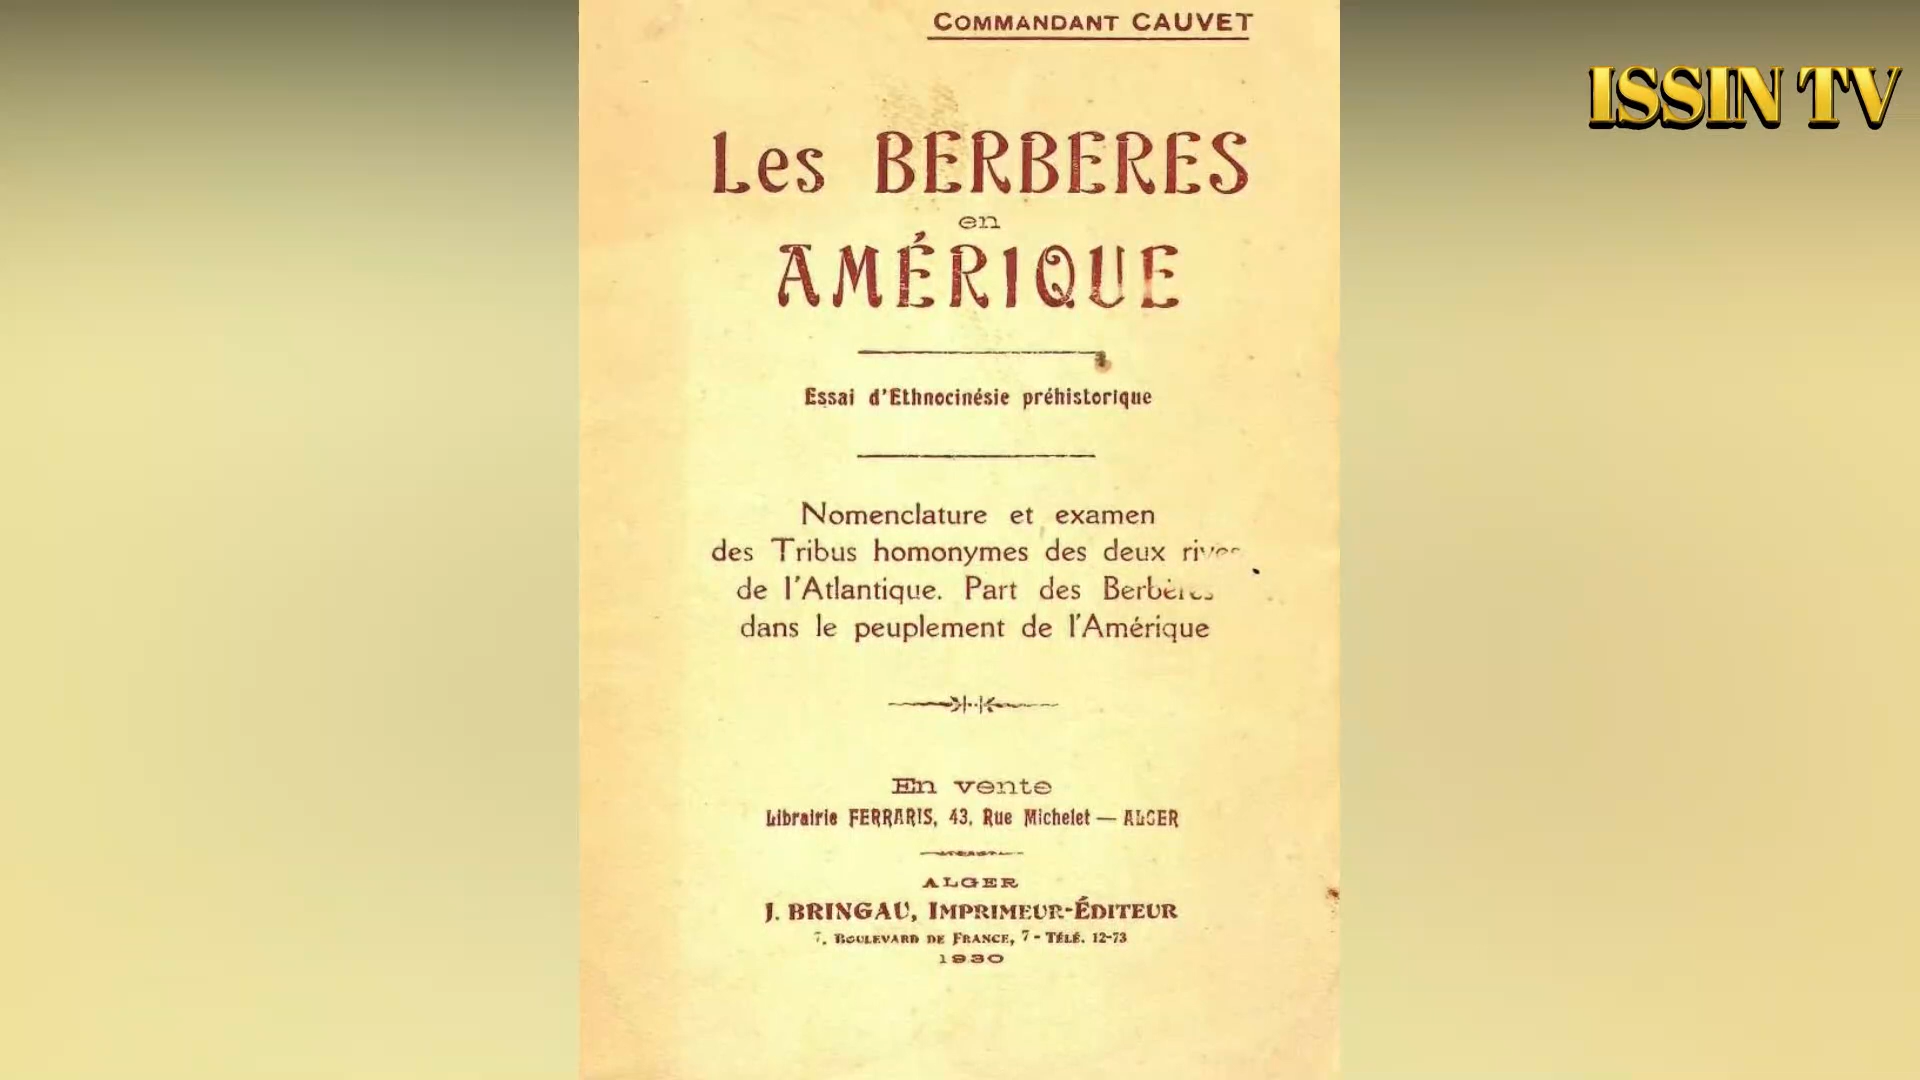 COMMANDANT CAUVET
ISSIN TV
Les BERBERES
en
AMÉRIQUE
Essai d'Ethnocinésie préhistorique
Nomenclature et examen
des Tribus homonymes des deux rives
de l'Atlantique. Part des Berbères
dans le peuplement de l'Amérique
En vente
Librairie FERRARIS, 43, Rue Michelet — ALGER
ALGER
J. BRINGAU, IMPRIMEUR-ÉDITEUR
7, BOULEVARD DE FRANCE, 7 - TÉLÉ. 12-73
1930